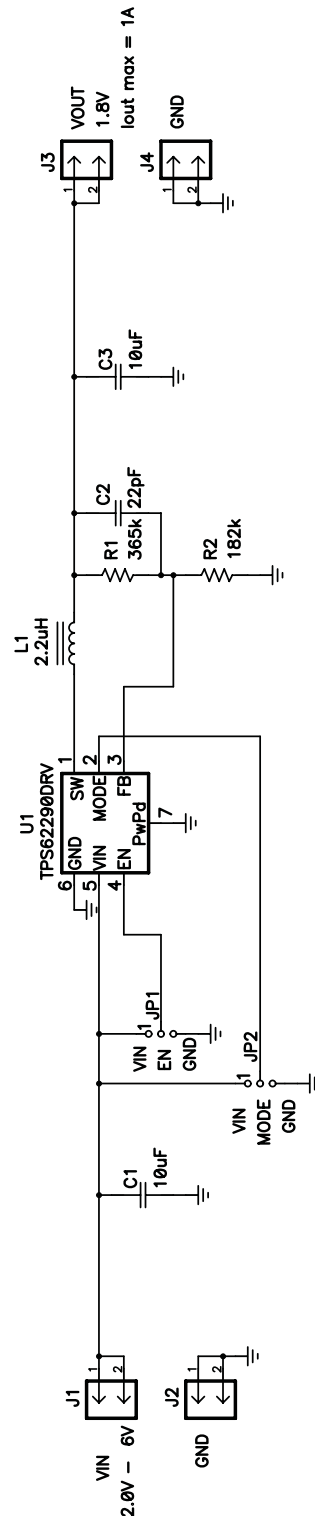 J1
1
2
VIN
2.0V - 6V
J2
1
2
GND
C1
10uF
VIN
1
JP1
EN
GND
VIN
1
JP2
MODE
GND
U1
TPS62290DRV
6
GND
SW
1
5
VIN
MODE
2
4
EN
FB
3
PwPd
7
L1
2.2uH
R1
365k
C2
22pF
R2
182k
C3
10uF
J3
1
2
VOUT
1.8V
Iout max = 1A
J4
1
2
GND